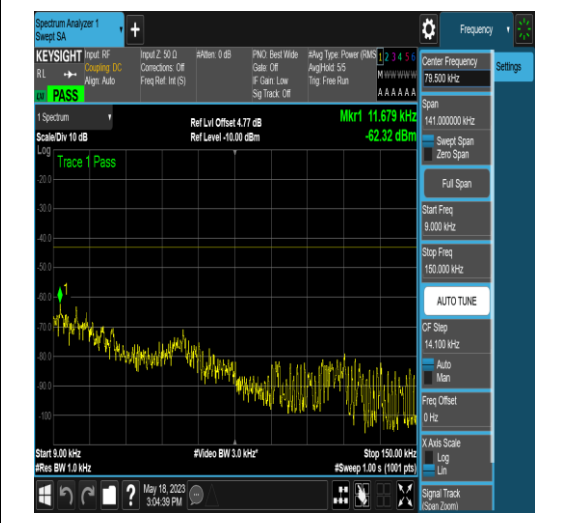 Spectrum Analyzer 1
Swept SA
Frequency
KEYSIGHT
RL
PASS
Input: RF
Coupling: DC
Align: Auto
Input Z: 50 Ω
Corrections: Off
Freq Ref: Int (S)
#Atten: 0 dB
PNO: Best Wide
Gate: Off
IF Gain: Low
Sig Track: Off
#Avg Type: Power (RMS
Avg|Hold: 5/5
Trig: Free Run
1 2 3 4 5 6
M W W W W W
A A A A A A
1 Spectrum
Scale/Div 10 dB
Log
Ref Lvl Offset 4.77 dB
Ref Level -10.00 dBm
Mkr1 11.679 kHz
-62.32 dBm
Trace 1 Pass
-20.0
-30.0
-40.0
-50.0
-60.0
-70.0
-80.0
-90.0
-100
1
Start 9.00 kHz
#Res BW 1.0 kHz
#Video BW 3.0 kHz*
Stop 150.00 kHz
#Sweep 1.00 s (1001 pts)
May 18, 2023
3:04:39 PM
Center Frequency
79.500 kHz
Span
141.000000 kHz
Swept Span
Zero Span
Full Span
Start Freq
9.000 kHz
Stop Freq
150.000 kHz
AUTO TUNE
CF Step
14.100 kHz
Auto
Man
Freq Offset
0 Hz
X Axis Scale
Log
Lin
Signal Track
(Span Zoom)
Settings